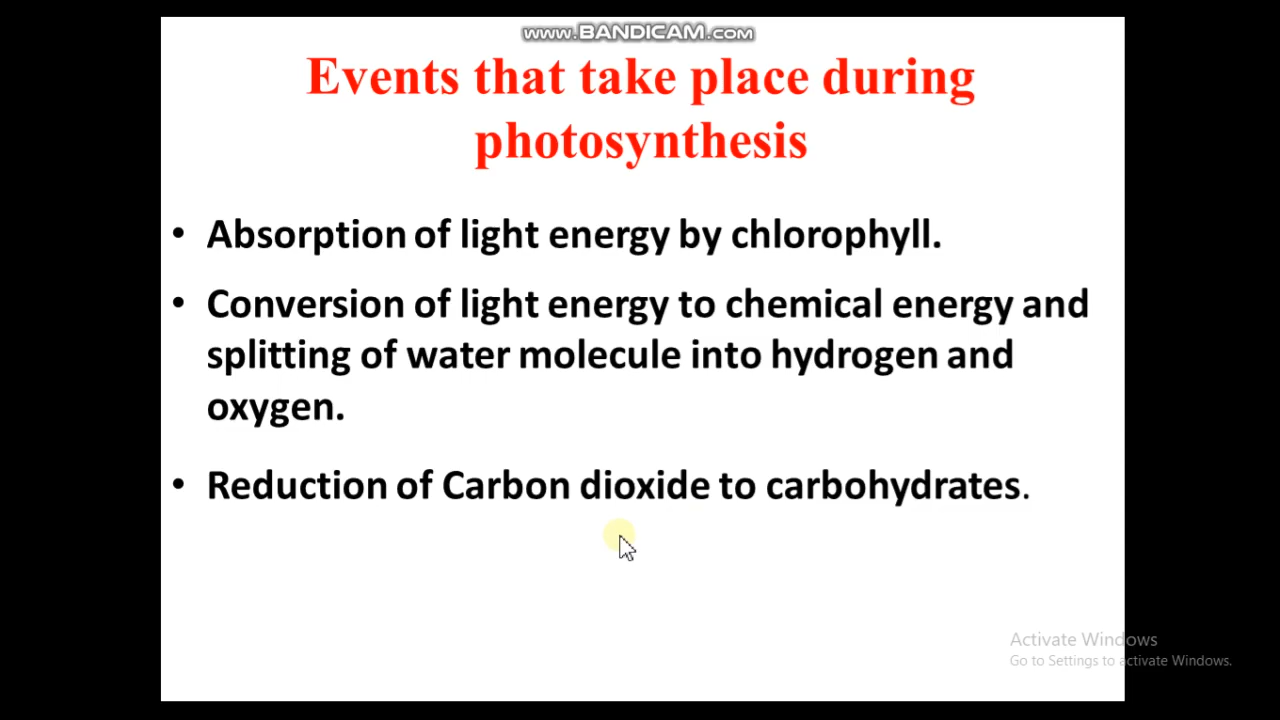 www.BANDICAM.com
Events that take place during
photosynthesis
• Absorption of light energy by chlorophyll.
• Conversion of light energy to chemical energy and
splitting of water molecule into hydrogen and
oxygen.
• Reduction of Carbon dioxide to carbohydrates.
Activate Windows
Go to Settings to activate Windows.